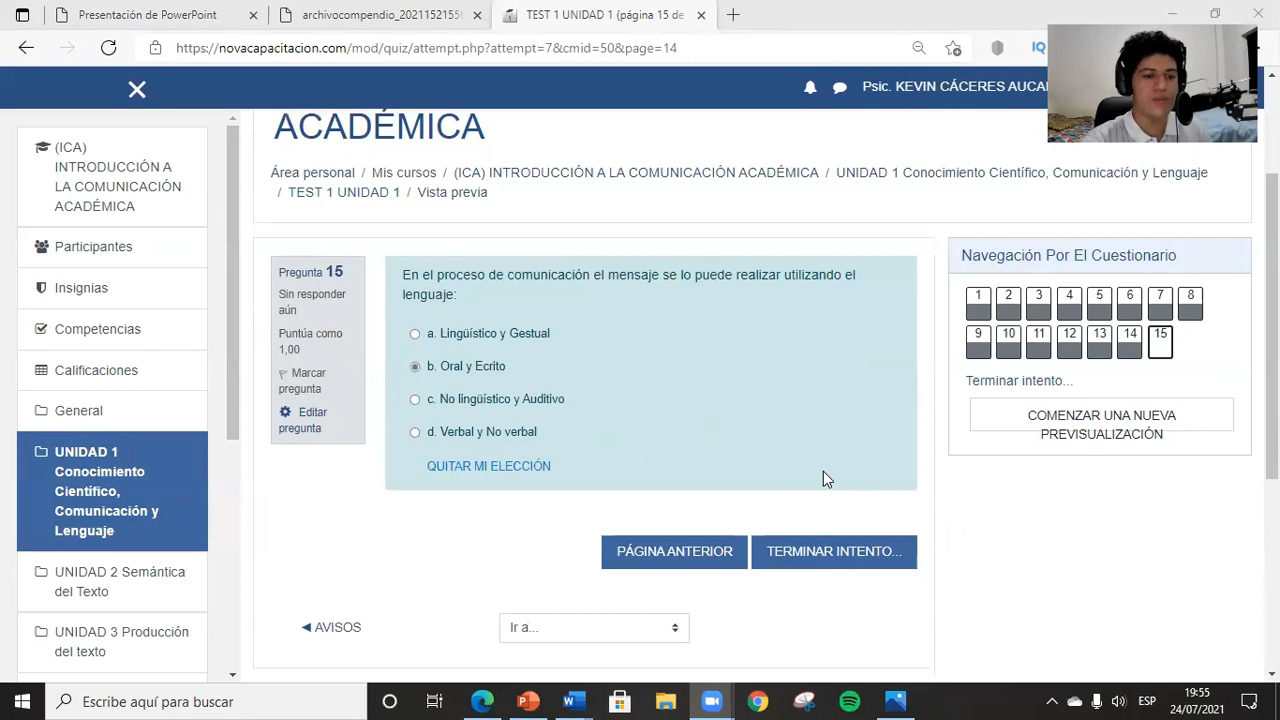 Presentación de PowerPoint
archivocompendio_20211521556
TEST 1 UNIDAD 1 (página 15 de
https://novacapacitacion.com/mod/quiz/attempt.php?attempt=7&cmid=50&page=14
IQ
Psic. KEVIN CÁCERES AUCA
(ICA)
INTRODUCCIÓN A
LA COMUNICACIÓN
ACADÉMICA
Participantes
Insignias
Competencias
Calificaciones
General
UNIDAD 1
Conocimiento
Científico,
Comunicación y
Lenguaje
UNIDAD 2 Semántica
del Texto
UNIDAD 3 Producción
del texto
ACADÉMICA
Área personal / Mis cursos / (ICA) INTRODUCCIÓN A LA COMUNICACIÓN ACADÉMICA / UNIDAD 1 Conocimiento Científico, Comunicación y Lenguaje
/ TEST 1 UNIDAD 1 / Vista previa
Pregunta 15
Sin responder
aún
Puntúa como
1,00
Marcar
pregunta
Editar
pregunta
En el proceso de comunicación el mensaje se lo puede realizar utilizando el
lenguaje:
a. Lingüístico y Gestual
b. Oral y Ecrito
c. No lingüístico y Auditivo
d. Verbal y No verbal
QUITAR MI ELECCIÓN
PÁGINA ANTERIOR
TERMINAR INTENTO...
◄ AVISOS
Ir a...
Navegación Por El Cuestionario
1 2 3 4 5 6 7 8
9 10 11 12 13 14 15
Terminar intento...
COMENZAR UNA NUEVA
PREVISUALIZACIÓN
Escribe aquí para buscar
ESP
19:55
24/07/2021